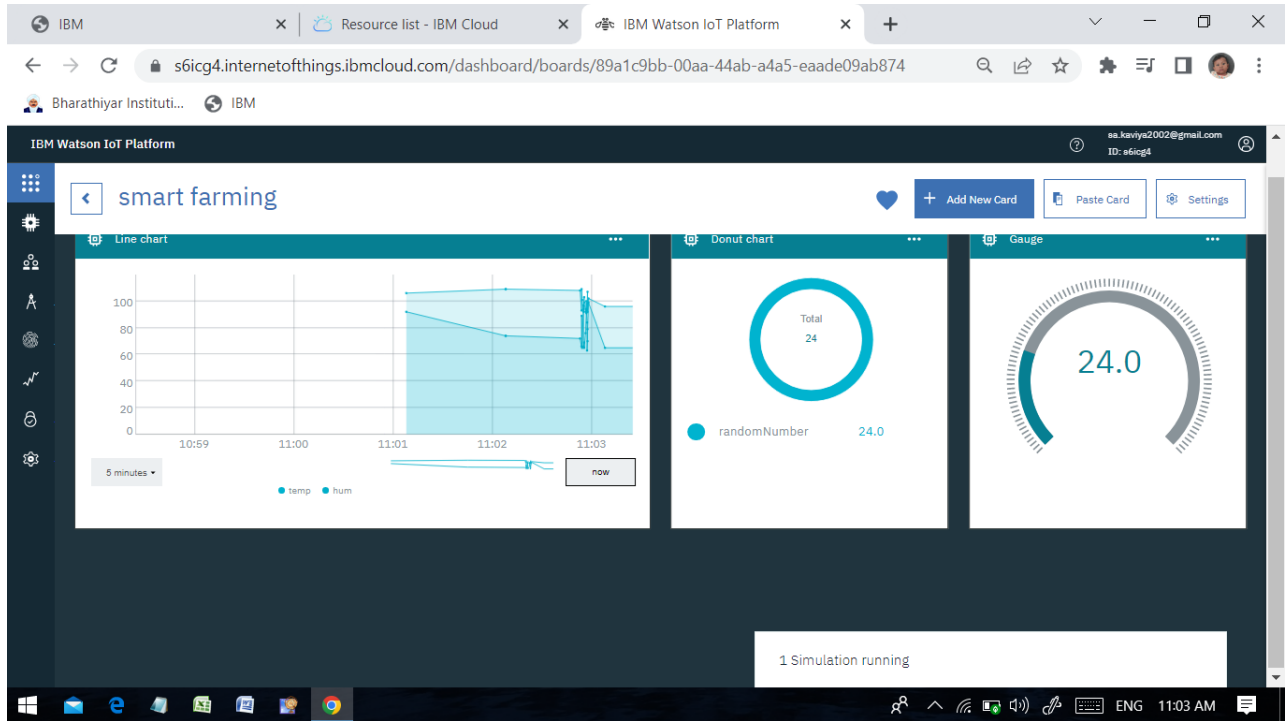 IBM
Resource list - IBM Cloud
IBM Watson IoT Platform
s6icg4.internetofthings.ibmcloud.com/dashboard/boards/89a1c9bb-00aa-44ab-a4a5-eaade09ab874
Bharathiyar Instituti...
IBM
IBM Watson IoT Platform
sa.kaviya2002@gmail.com
ID: s6icg4
smart farming
Add New Card
Paste Card
Settings
Line chart
Donut chart
Gauge
100
80
60
40
20
0
10:59 11:00 11:01 11:02 11:03
5 minutes
now
temp hum
Total
24
randomNumber 24.0
24.0
1 Simulation running
ENG 11:03 AM